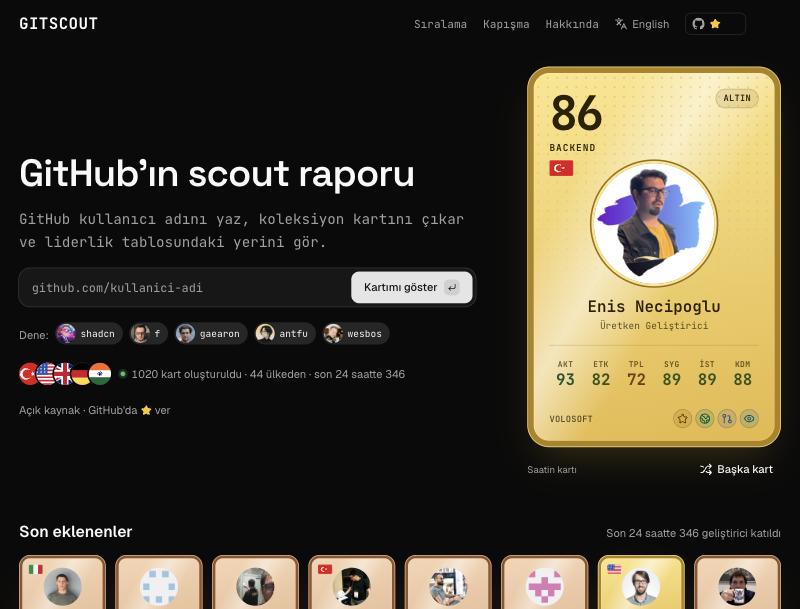 GITSCOUT
Sıralama Kapışma Hakkında English
86
ALTIN
BACKEND
GitHub'ın scout raporu
GitHub kullanıcı adını yaz, koleksiyon kartını çıkar
ve liderlik tablosundaki yerini gör.
github.com/kullanici-adi Kartımı göster
Dene: shadcn f gaearon antfu wesbos
1020 kart oluşturuldu · 44 ülkeden · son 24 saatte 346
Açık kaynak · GitHub'da ⭐ ver
Enis Necipoglu
Üretken Geliştirici
AKT ETK TPL SYG İST KDM
93 82 72 89 89 88
VOLOSOFT
Saatin kartı Başka kart
Son eklenenler Son 24 saatte 346 geliştirici katıldı